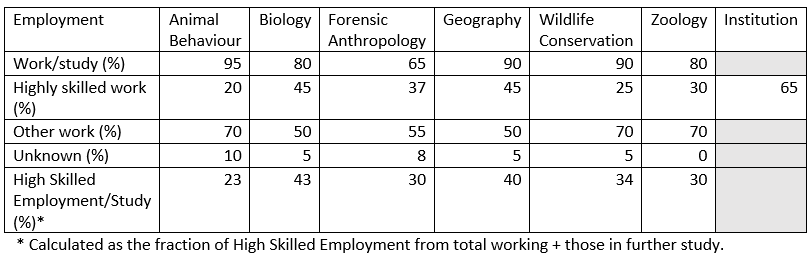 Employment Animal Behaviour Biology Forensic Anthropology Geography Wildlife Conservation Zoology Institution
Work/study (%) 95 80 65 90 90 80
Highly skilled work (%) 20 45 37 45 25 30 65
Other work (%) 70 50 55 50 70 70
Unknown (%) 10 5 8 5 5 0
High Skilled Employment/Study (%)* 23 43 30 40 34 30
* Calculated as the fraction of High Skilled Employment from total working + those in further study.